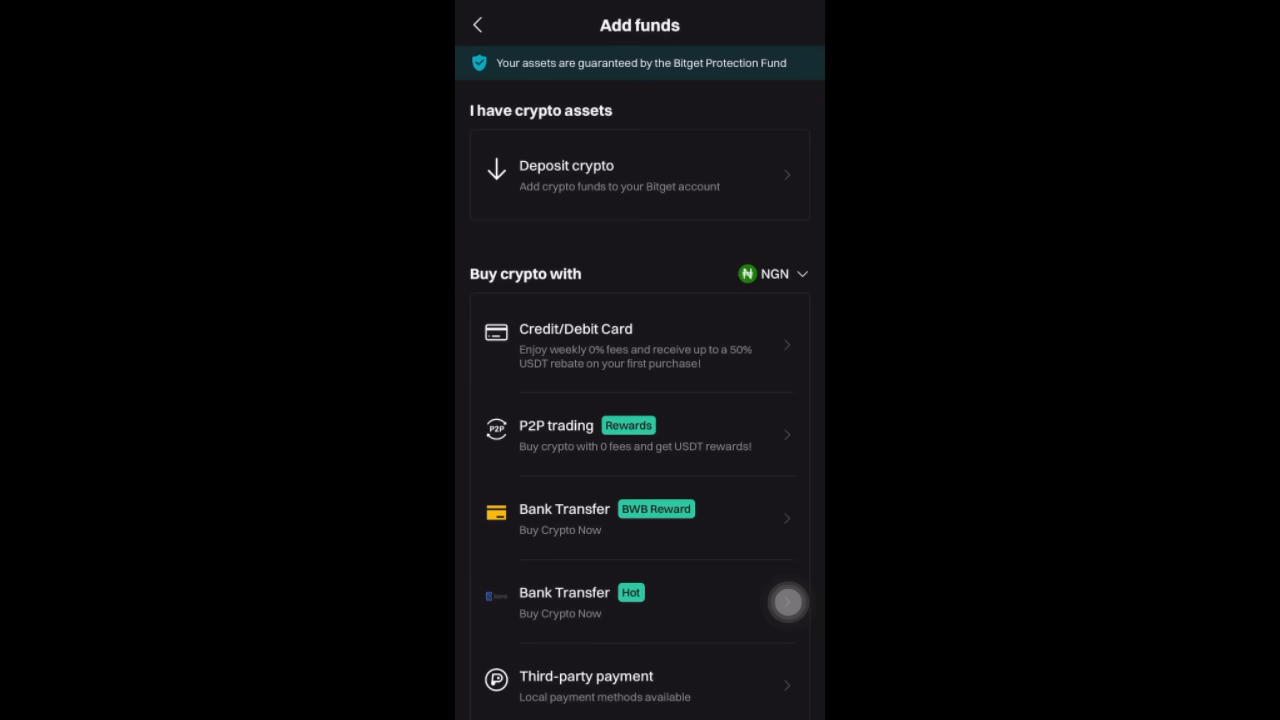 Add funds
Your assets are guaranteed by the Bitget Protection Fund
I have crypto assets
Deposit crypto
Add crypto funds to your Bitget account
Buy crypto with
NGN
Credit/Debit Card
Enjoy weekly 0% fees and receive up to a 50%
USDT rebate on your first purchase!
P2P
P2P trading Rewards
Buy crypto with 0 fees and get USDT rewards!
Bank Transfer BWB Reward
Buy Crypto Now
Bank Transfer Hot
Buy Crypto Now
Third-party payment
Local payment methods available